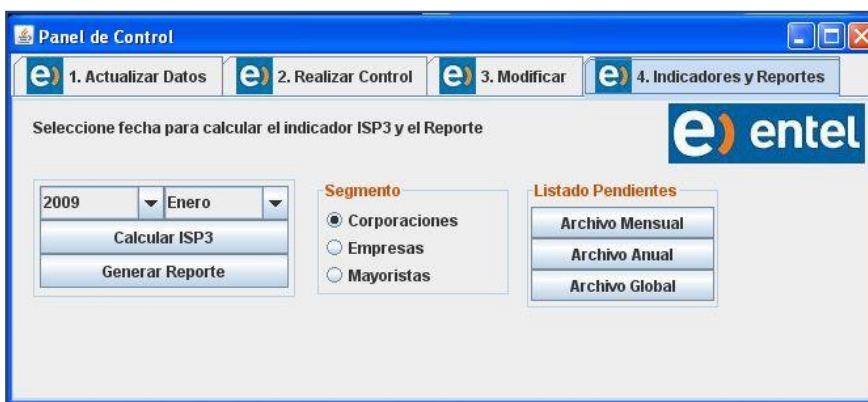 Panel de Control
e) 1. Actualizar Datos e) 2. Realizar Control e) 3. Modificar e) 4. Indicadores y Reportes
Seleccione fecha para calcular el indicador ISP3 y el Reporte
e) entel
2009 Enero
Calcular ISP3
Generar Reporte
Segmento
Corporaciones
Empresas
Mayoristas
Listado Pendientes
Archivo Mensual
Archivo Anual
Archivo Global